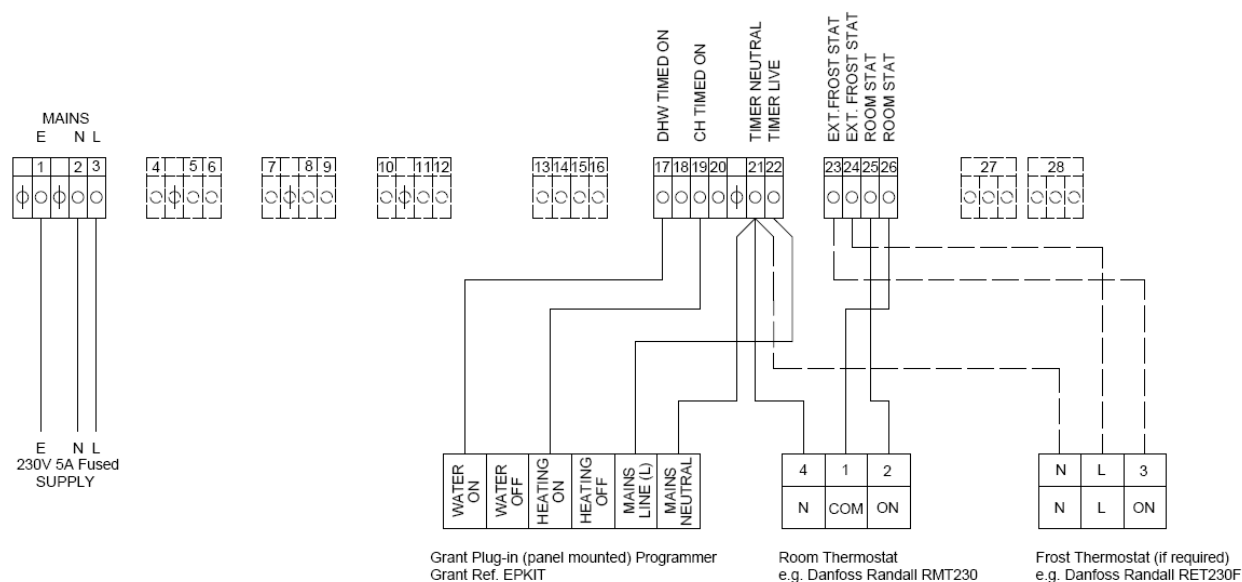 MAINS
E N L
1 2 3
4 5 6
7 8 9
10 11 12
13 14 15 16
DHW TIMED ON
CH TIMED ON
TIMER NEUTRAL
TIMER LIVE
17 18 19 20 21 22
EXT.FROST STAT
EXT. FROST STAT
ROOM STAT
ROOM STAT
23 24 25 26
27
28
E N L
230V 5A Fused
SUPPLY
WATER
ON
WATER
OFF
HEATING
ON
HEATING
OFF
MAINS
LINE (L)
MAINS
NEUTRAL
Grant Plug-in (panel mounted) Programmer
Grant Ref. EPKIT
4 1 2
N COM ON
Room Thermostat
e.g. Danfoss Randall RMT230
N L 3
N L ON
Frost Thermostat (if required)
e.g. Danfoss Randall RET230F